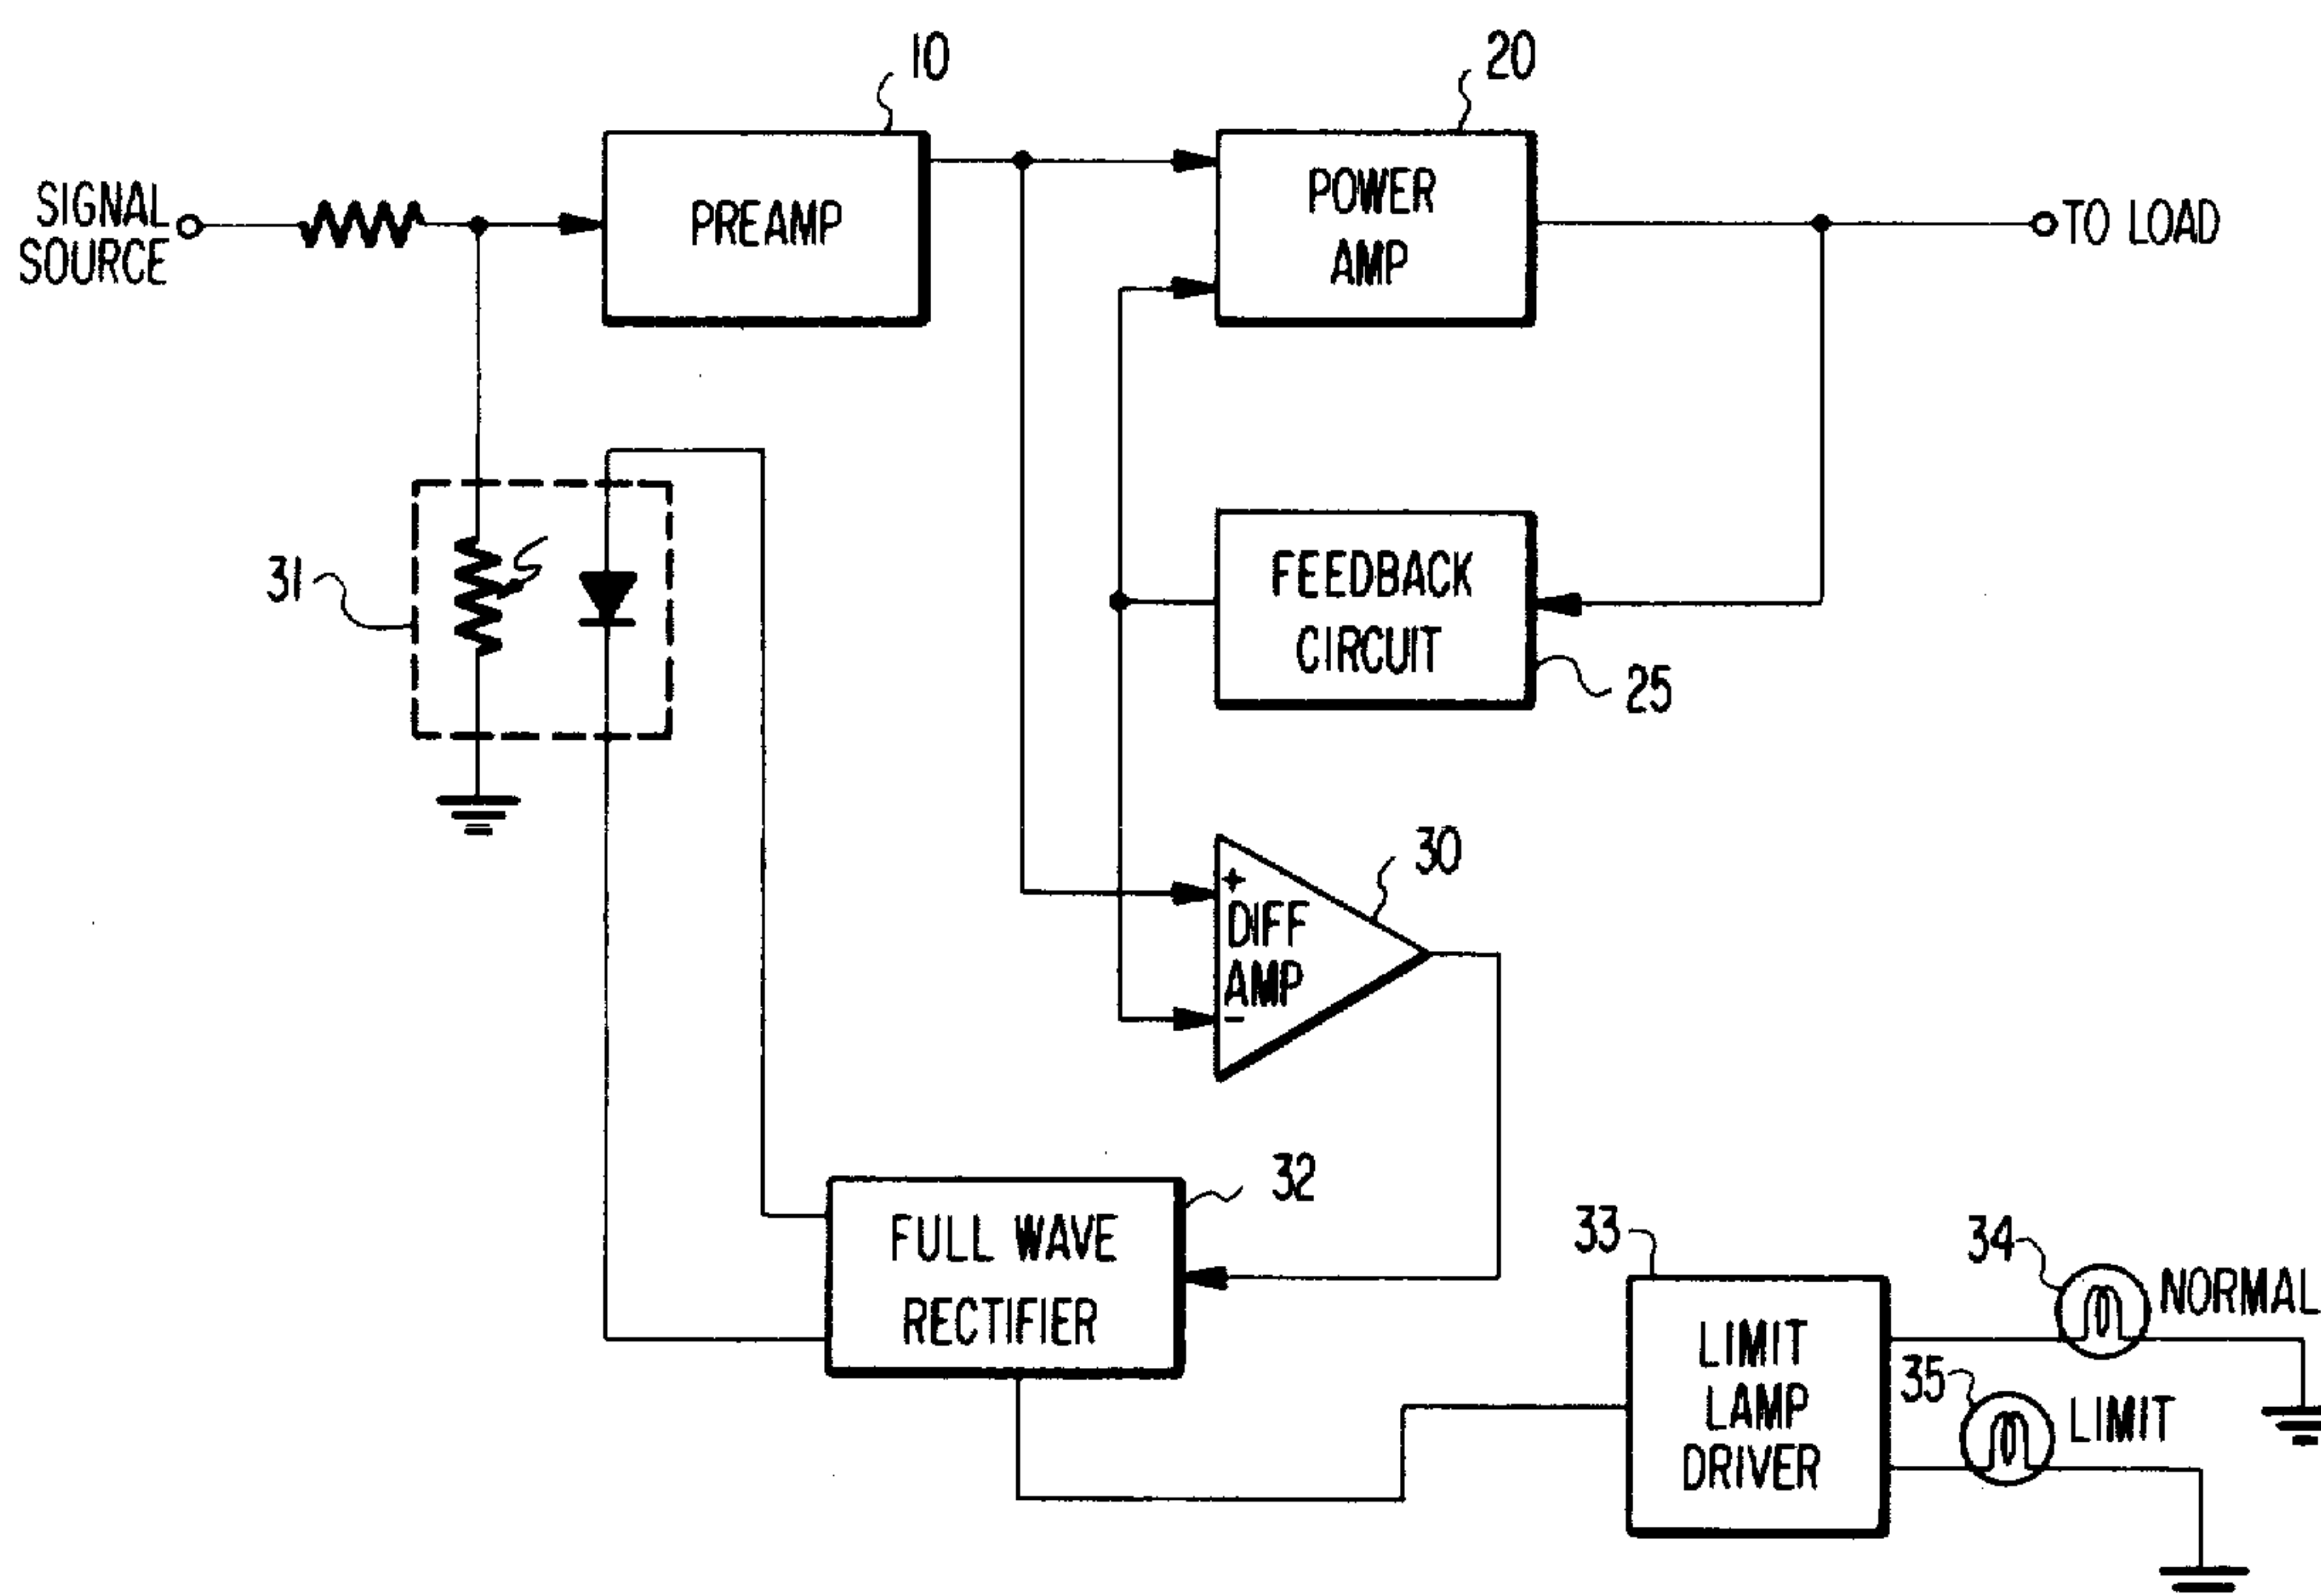 10
20
SIGNAL
SOURCE
PREAMP
POWER
AMP
TO LOAD
31
FEEDBACK
CIRCUIT
25
30
+
DIFF
AMP
-
32
FULL WAVE
RECTIFIER
33
LIMIT
LAMP
DRIVER
34
NORMAL
35
LIMIT